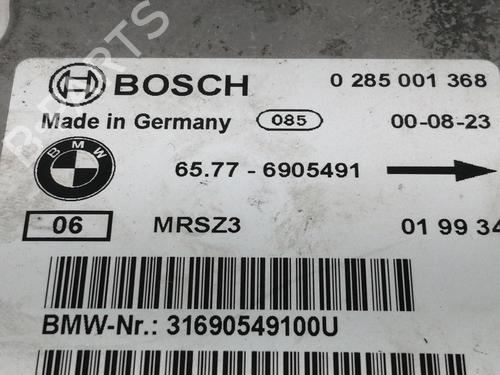 BOSCH 0 285 001 368
Made in Germany 085 00-08-23
BMW 65.77 - 6905491
06 MRSZ3 01 99 34
BMW-Nr.: 31690549100U